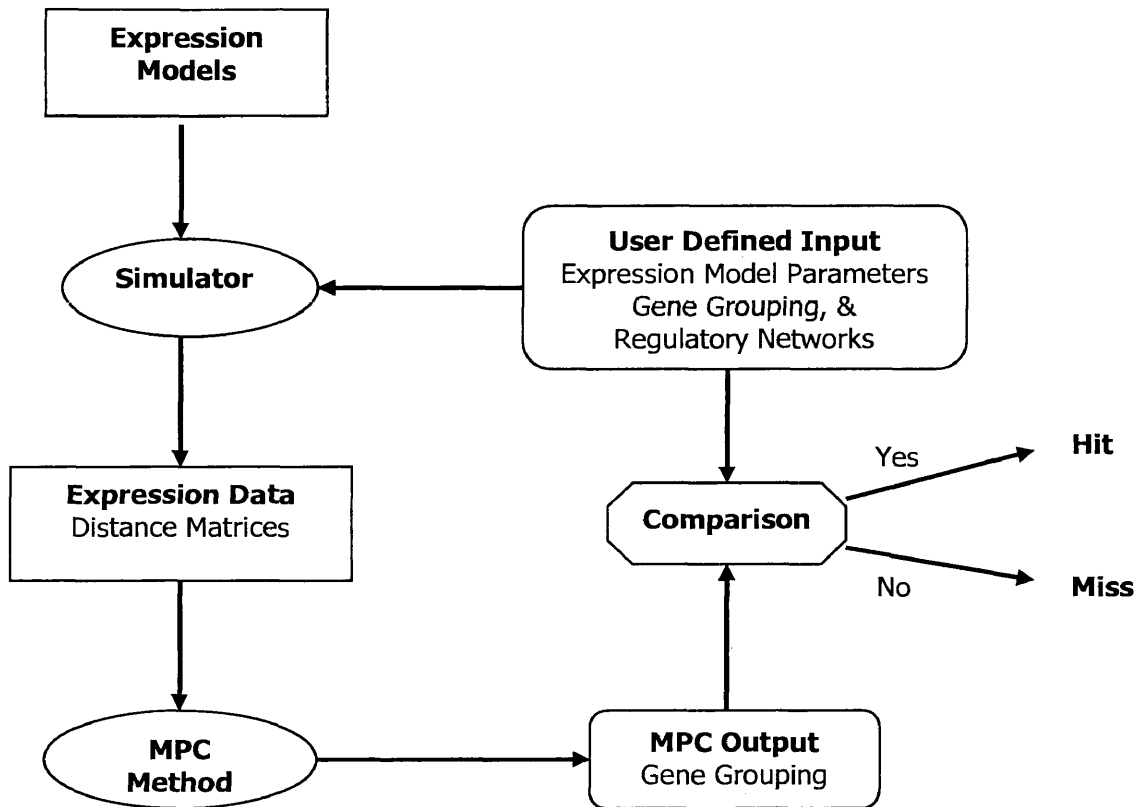 Expression
Models
User Defined Input
Expression Model Parameters
Gene Grouping, &
Regulatory Networks
Simulator
Expression Data
Distance Matrices
Comparison
Yes
Hit
No
Miss
MPC
Method
MPC Output
Gene Grouping